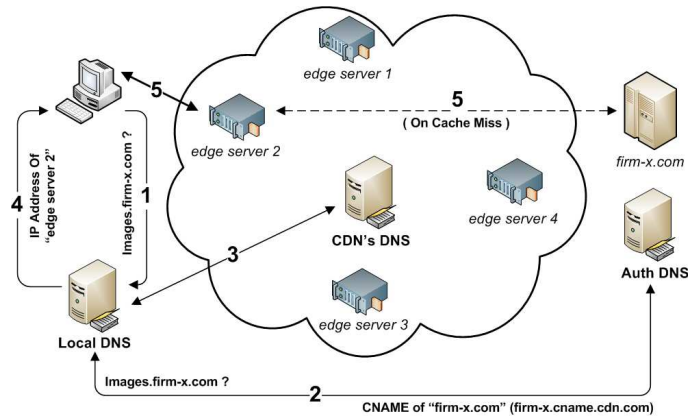 edge server 1
5
5
( On Cache Miss )
edge server 2
firm-x.com
4
IP Address Of
"edge server 2"
Images.firm-x.com ?
1
edge server 4
CDN's DNS
3
Auth DNS
edge server 3
Local DNS
Images.firm-x.com ?
2
CNAME of "firm-x.com" (firm-x.cname.cdn.com)